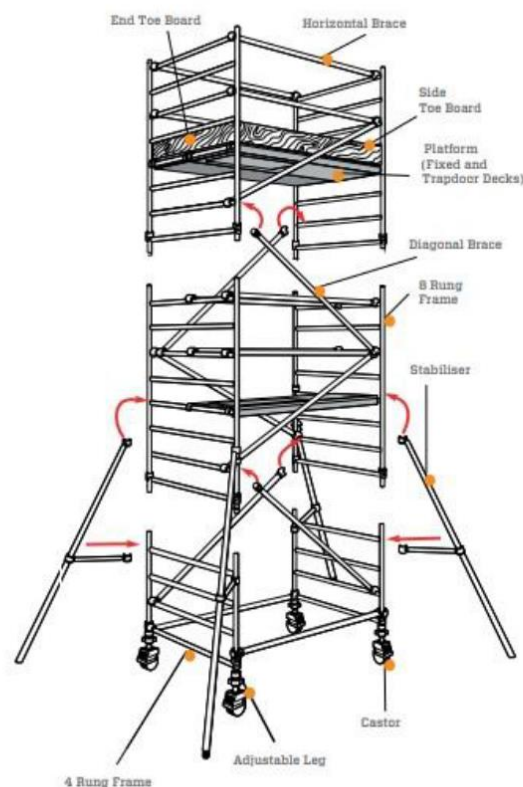 End Toe Board
Horizontal Brace
Side
Toe Board
Platform
(Fixed and
Trapdoor Decks)
Diagonal Brace
8 Rung
Frame
Stabiliser
Castor
Adjustable Leg
4 Rung Frame